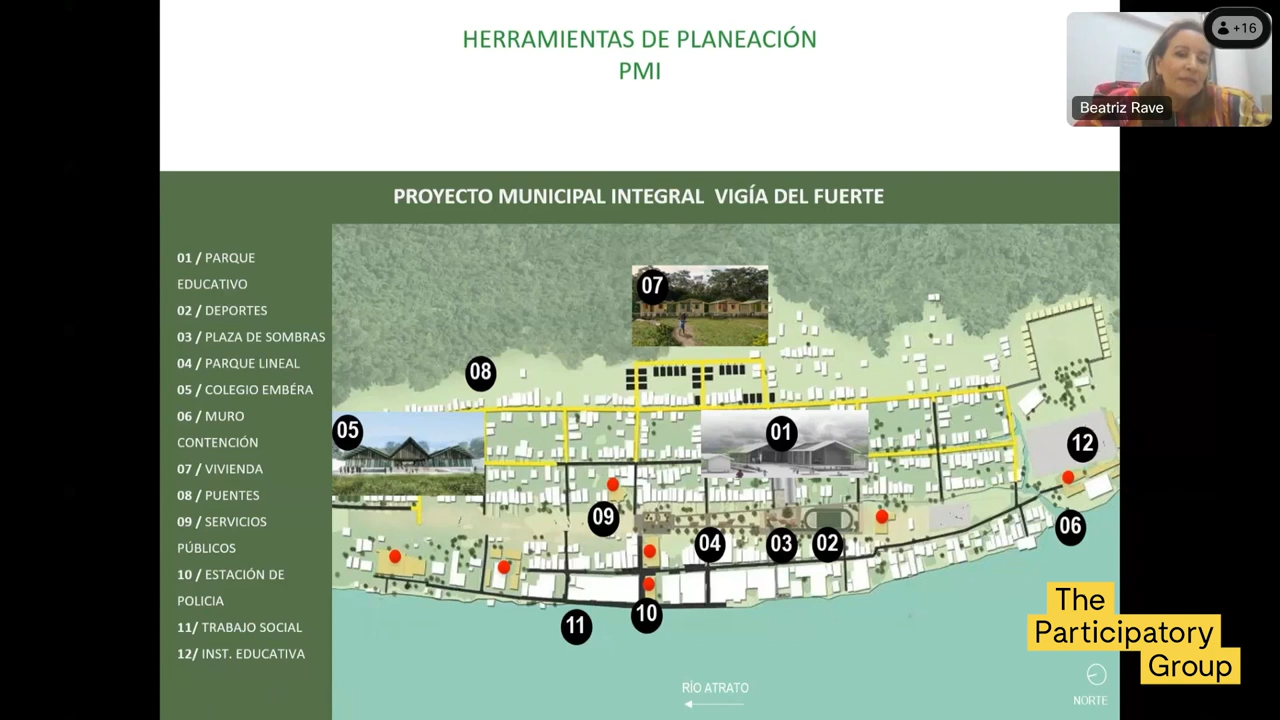 HERRAMIENTAS DE PLANEACIÓN
PMI
+16
Beatriz Rave
PROYECTO MUNICIPAL INTEGRAL VIGÍA DEL FUERTE
01 / PARQUE
EDUCATIVO
02 / DEPORTES
03 / PLAZA DE SOMBRAS
04 / PARQUE LINEAL
05 / COLEGIO EMBÉRA
06 / MURO
CONTENCIÓN
07 / VIVIENDA
08 / PUENTES
09 / SERVICIOS
PÚBLICOS
10 / ESTACIÓN DE
POLICIA
11/ TRABAJO SOCIAL
12/ INST. EDUCATIVA
07
08
05
01
12
09
04
03
02
06
10
11
RÍO ATRATO
NORTE
The
Participatory
Group